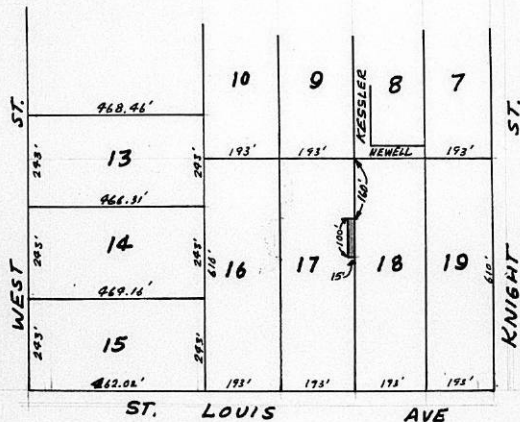 10 9 8 7
KESSLER
ST.
ST.
468.46'
193' 193' NEWELL 193'
13
243' 243'
160'
466.31'
14
243' 243'
616'
16 17 18 19
100'
15'
610'
464.16'
WEST
KNIGHT
15
243' 243'
462.02' 193' 193' 193' 193'
ST. LOUIS AVE